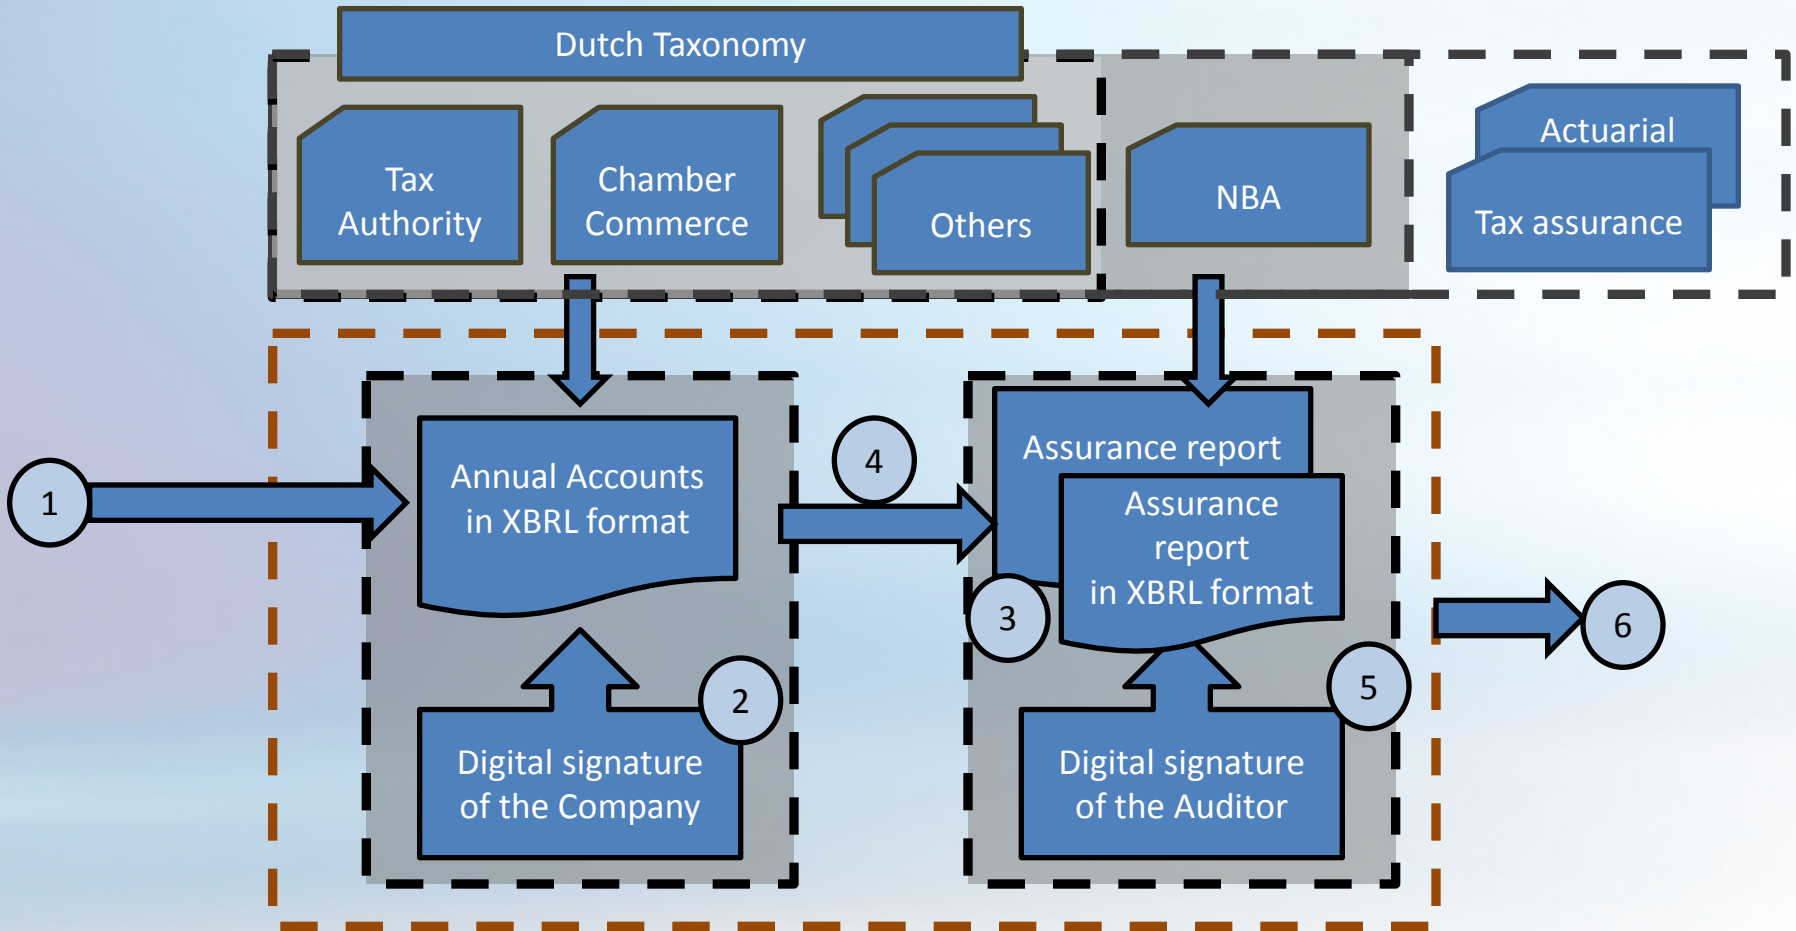 Dutch Taxonomy
Tax
Authority
Chamber
Commerce
Others
NBA
Actuarial
Tax assurance
1
Annual Accounts
in XBRL format
4
Assurance report
Assurance
report
in XBRL format
3
6
2
Digital signature
of the Company
5
Digital signature
of the Auditor